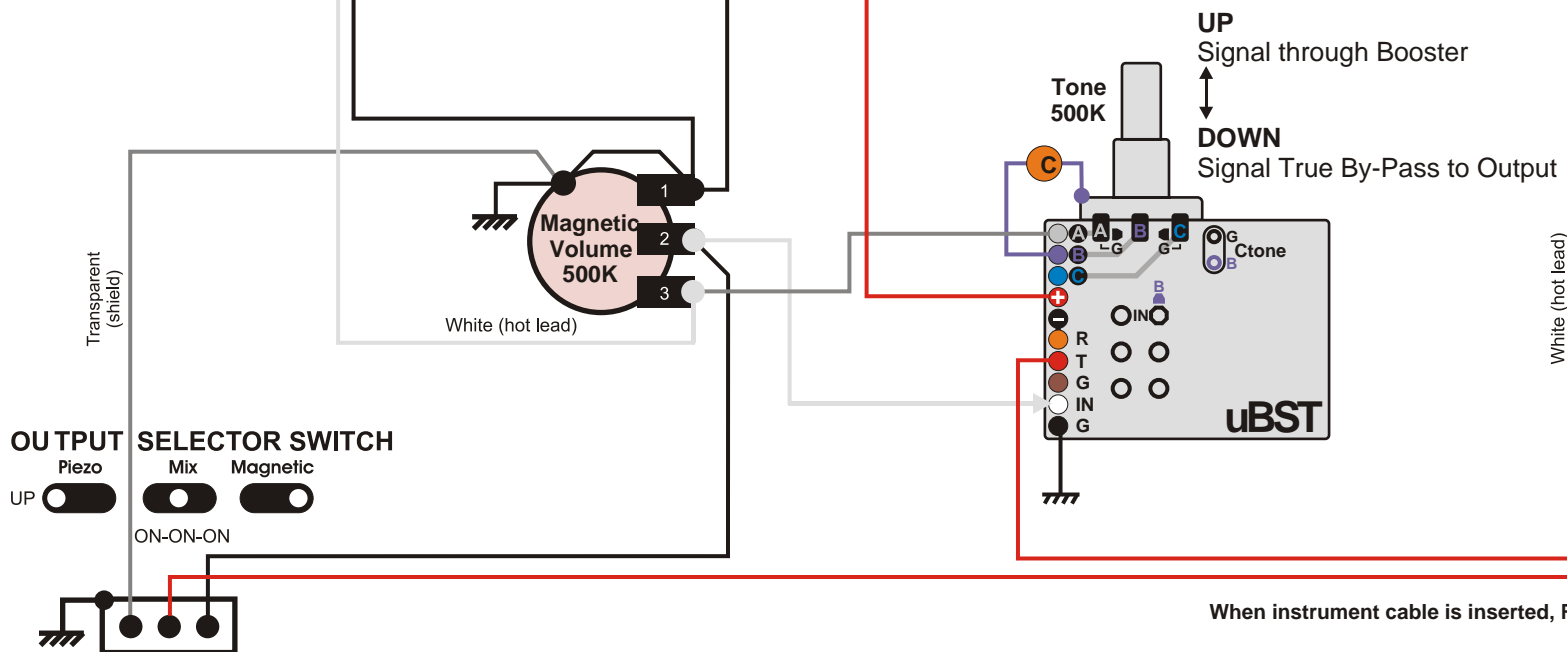 UP
Signal through Booster
DOWN
Signal True By-Pass to Output
Tone
500K
C
1
2
3
Magnetic
Volume
500K
White (hot lead)
Transparent
(shield)
A A B C
G G
B
C
G
B
Ctone
+
−
B
IN
R
T
G
IN
G
uBST
White (hot lead)
OUTPUT SELECTOR SWITCH
Piezo Mix Magnetic
UP
ON-ON-ON
When instrument cable is inserted,